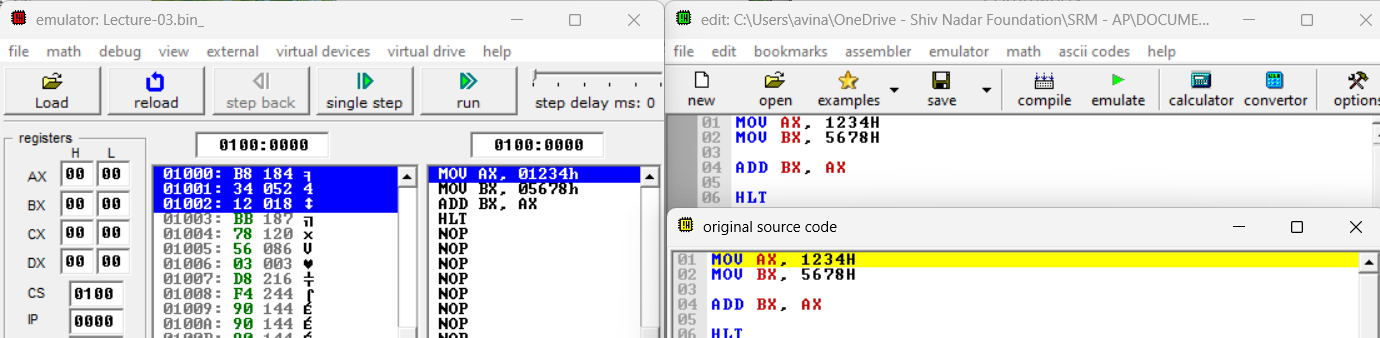 emulator: Lecture-03.bin_
file math debug view external virtual devices virtual drive help
Load reload step back single step run step delay ms: 0
registers
H L
AX 00 00
BX 00 00
CX 00 00
DX 00 00
CS 0100
IP 0000
0100:0000
01000: B8 184 ╕
01001: 34 052 4
01002: 12 018 ↕
01003: BB 187 ╗
01004: 78 120 x
01005: 56 086 V
01006: 03 003 ♥
01007: D8 216 ╪
01008: F4 244 ⌠
01009: 90 144 É
0100A: 90 144 É
0100B: 90 144 É
0100:0000
MOV AX, 01234h
MOV BX, 05678h
ADD BX, AX
HLT
NOP
NOP
NOP
NOP
NOP
NOP
NOP
NOP
edit: C:\Users\avina\OneDrive - Shiv Nadar Foundation\SRM - AP\DOCUME...
file edit bookmarks assembler emulator math ascii codes help
new open examples save compile emulate calculator convertor options
01 MOV AX, 1234H
02 MOV BX, 5678H
03
04 ADD BX, AX
05
06 HLT
original source code
01 MOV AX, 1234H
02 MOV BX, 5678H
03
04 ADD BX, AX
05
06 HLT